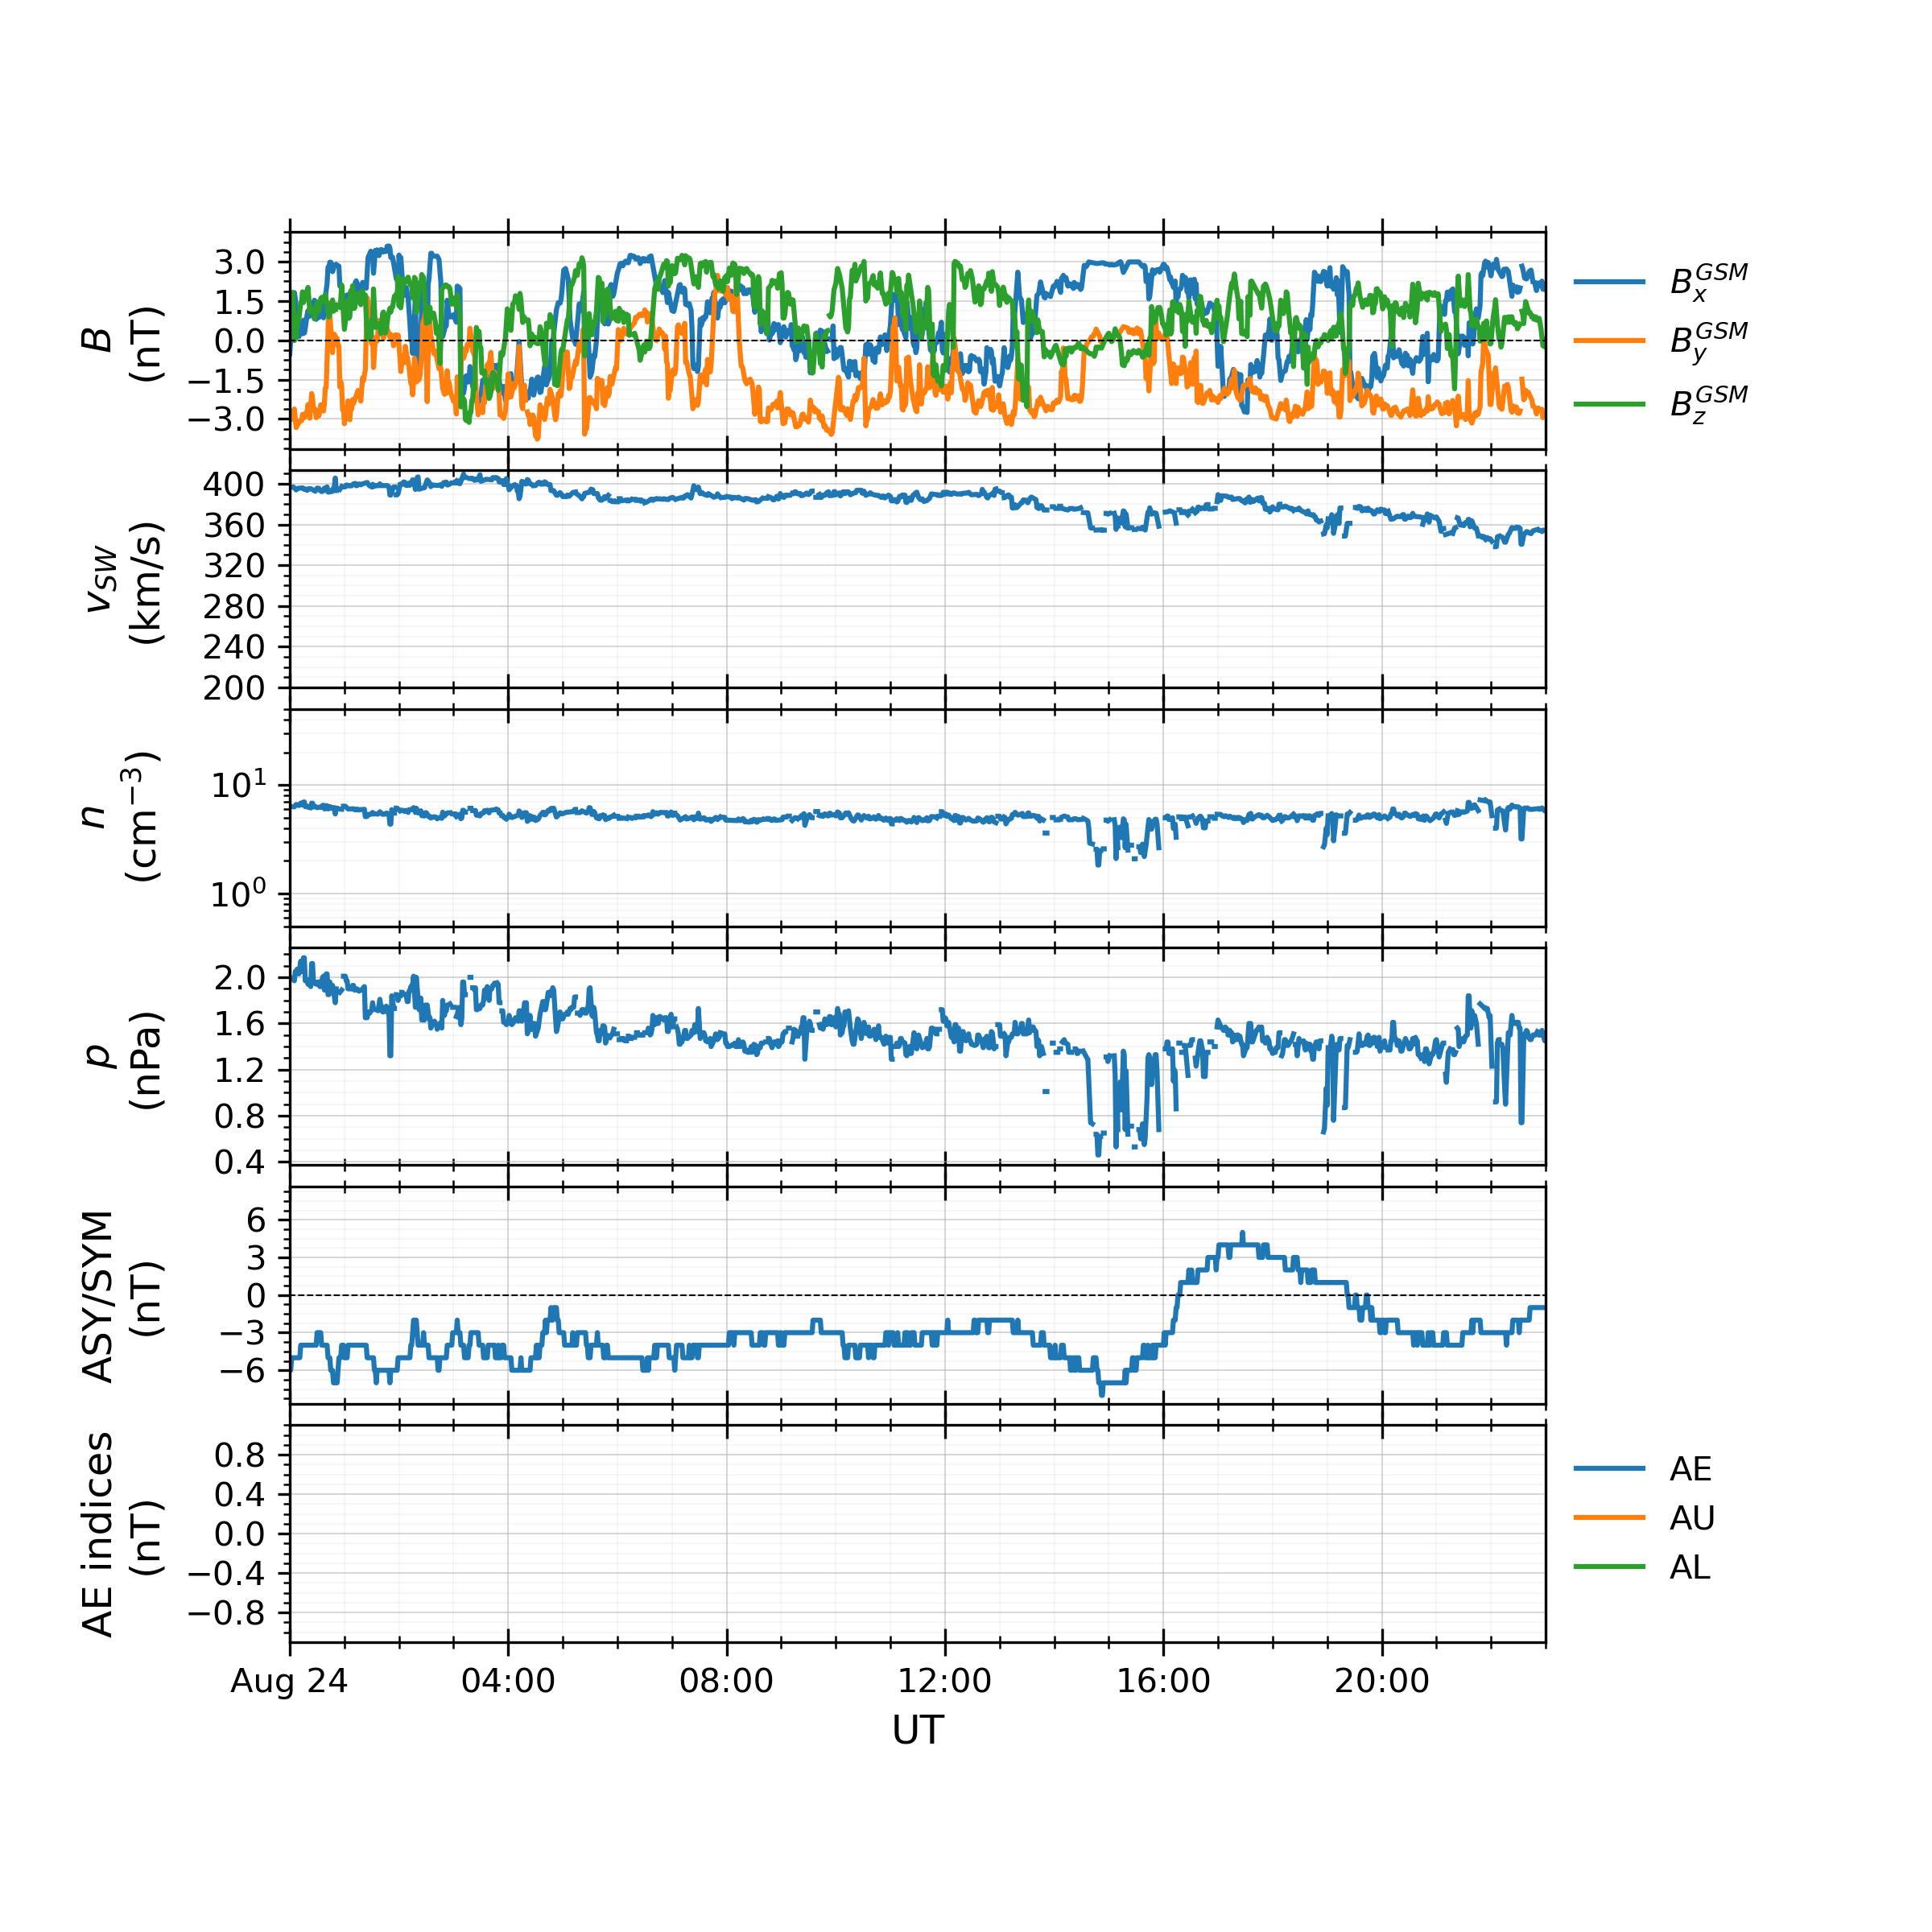 B
(nT)
3.0
1.5
0.0
−1.5
−3.0
B_x^{GSM}
B_y^{GSM}
B_z^{GSM}
v_{SW}
(km/s)
400
360
320
280
240
200
n
(cm^{−3})
10^1
10^0
p
(nPa)
2.0
1.6
1.2
0.8
0.4
ASY/SYM
(nT)
6
3
0
−3
−6
AE indices
(nT)
0.8
0.4
0.0
−0.4
−0.8
AE
AU
AL
Aug 24 04:00 08:00 12:00 16:00 20:00
UT